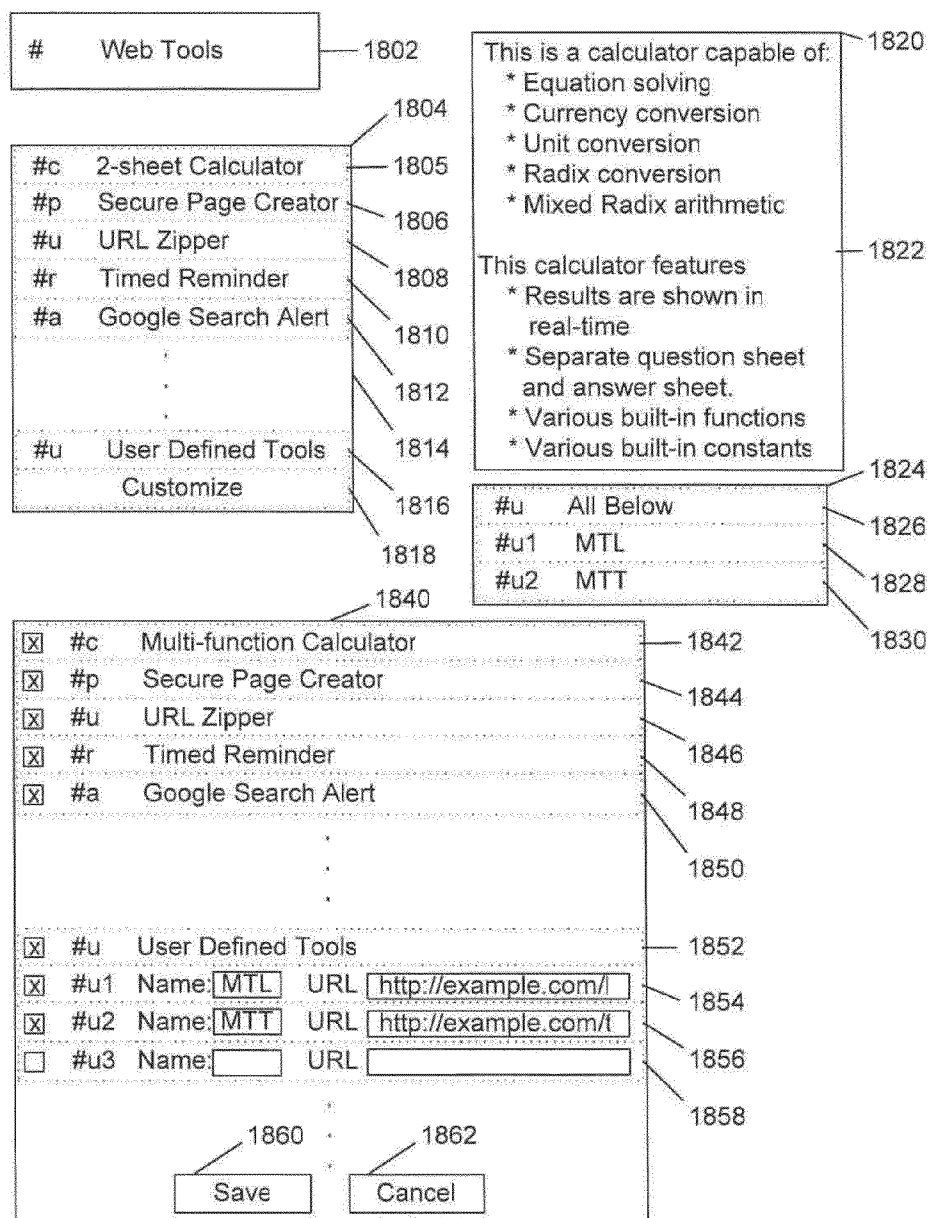 # Web Tools
1802
1804
#c 2-sheet Calculator
1805
#p Secure Page Creator
1806
#u URL Zipper
1808
#r Timed Reminder
1810
#a Google Search Alert
1812
1814
#u User Defined Tools
1816
Customize
1818
1820
This is a calculator capable of:
* Equation solving
* Currency conversion
* Unit conversion
* Radix conversion
* Mixed Radix arithmetic
1822
This calculator features
* Results are shown in
real-time
* Separate question sheet
and answer sheet.
* Various built-in functions
* Various built-in constants
1824
#u All Below
1826
#u1 MTL
1828
#u2 MTT
1830
1840
X #c Multi-function Calculator
1842
X #p Secure Page Creator
1844
X #u URL Zipper
1846
X #r Timed Reminder
1848
X #a Google Search Alert
1850
X #u User Defined Tools
1852
X #u1 Name: MTL URL http://example.com/l
1854
X #u2 Name: MTT URL http://example.com/t
1856
#u3 Name: URL
1858
1860
1862
Save Cancel